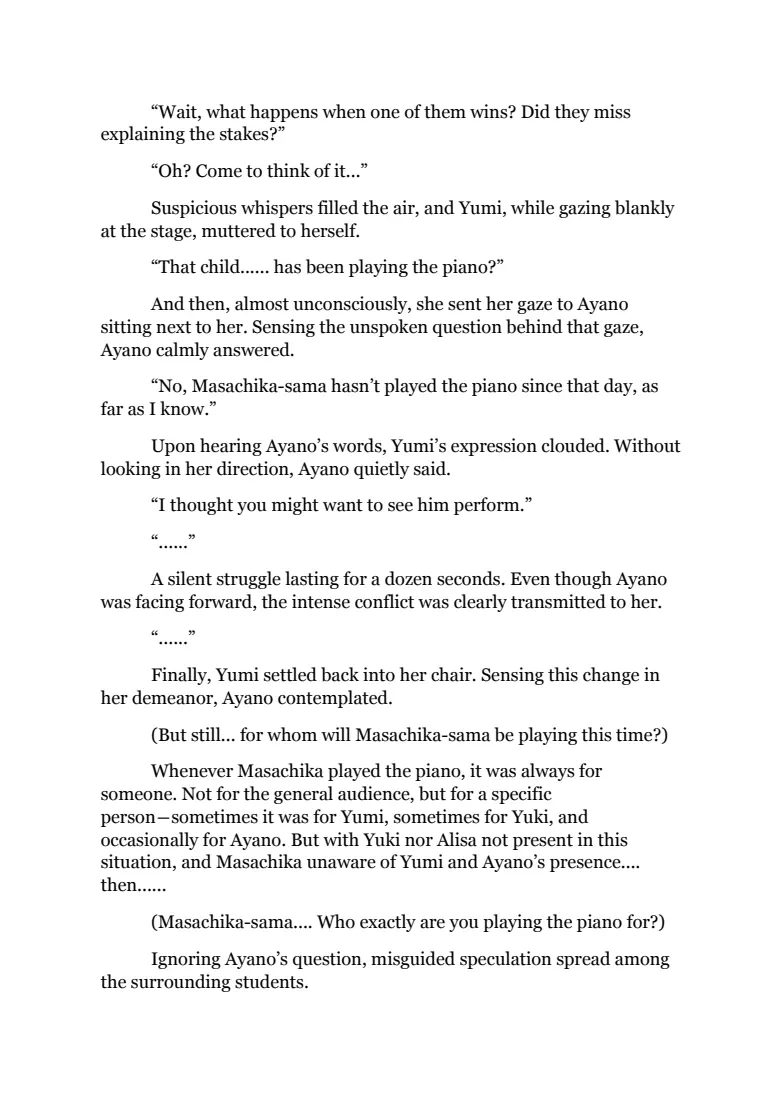 “Wait, what happens when one of them wins? Did they miss
explaining the stakes?”
“Oh? Come to think of it...”
Suspicious whispers filled the air, and Yumi, while gazing blankly
at the stage, muttered to herself.
“That child...... has been playing the piano?”
And then, almost unconsciously, she sent her gaze to Ayano
sitting next to her. Sensing the unspoken question behind that gaze,
Ayano calmly answered.
“No, Masachika-sama hasn’t played the piano since that day, as
far as I know.”
Upon hearing Ayano’s words, Yumi’s expression clouded. Without
looking in her direction, Ayano quietly said.
“I thought you might want to see him perform.”
“......”
A silent struggle lasting for a dozen seconds. Even though Ayano
was facing forward, the intense conflict was clearly transmitted to her.
“......”
Finally, Yumi settled back into her chair. Sensing this change in
her demeanor, Ayano contemplated.
(But still... for whom will Masachika-sama be playing this time?)
Whenever Masachika played the piano, it was always for
someone. Not for the general audience, but for a specific
person—sometimes it was for Yumi, sometimes for Yuki, and
occasionally for Ayano. But with Yuki nor Alisa not present in this
situation, and Masachika unaware of Yumi and Ayano’s presence....
then......
(Masachika-sama.... Who exactly are you playing the piano for?)
Ignoring Ayano’s question, misguided speculation spread among
the surrounding students.